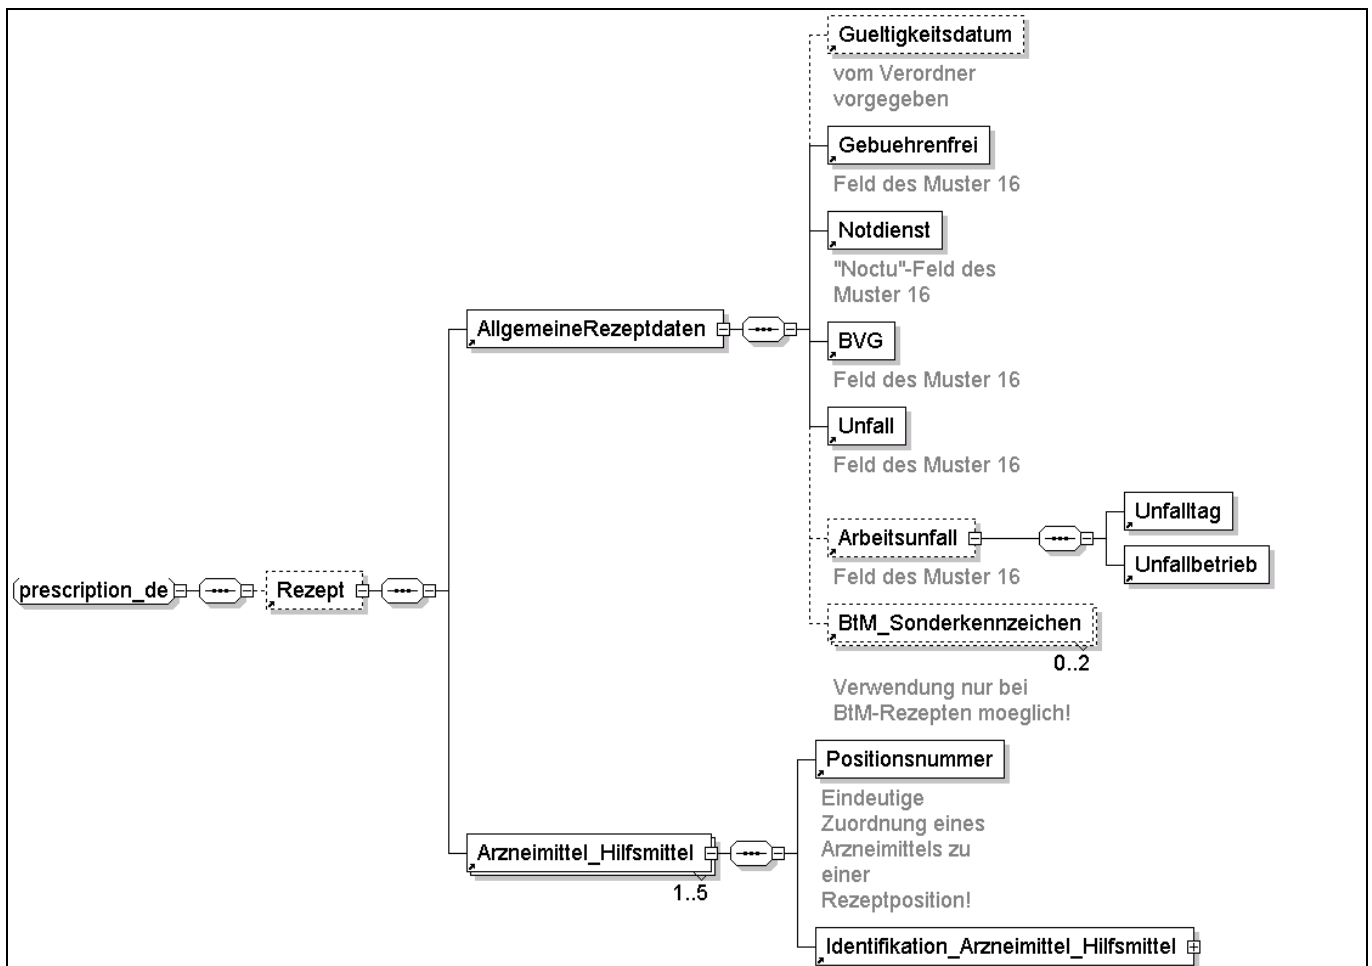 Gueltigkeitsdatum
vom Verordner
vorgegeben
Gebuehrenfrei
Feld des Muster 16
Notdienst
"Noctu"-Feld des
Muster 16
AllgemeineRezeptdaten
BVG
Feld des Muster 16
Unfall
Feld des Muster 16
Arbeitsunfall
Feld des Muster 16
Unfalltag
Unfallbetrieb
prescription_de
Rezept
BtM_Sonderkennzeichen
0..2
Verwendung nur bei
BtM-Rezepten moeglich!
Arzneimittel_Hilfsmittel
1..5
Positionsnummer
Eindeutige
Zuordnung eines
Arzneimittels zu
einer
Rezeptposition!
Identifikation_Arzneimittel_Hilfsmittel